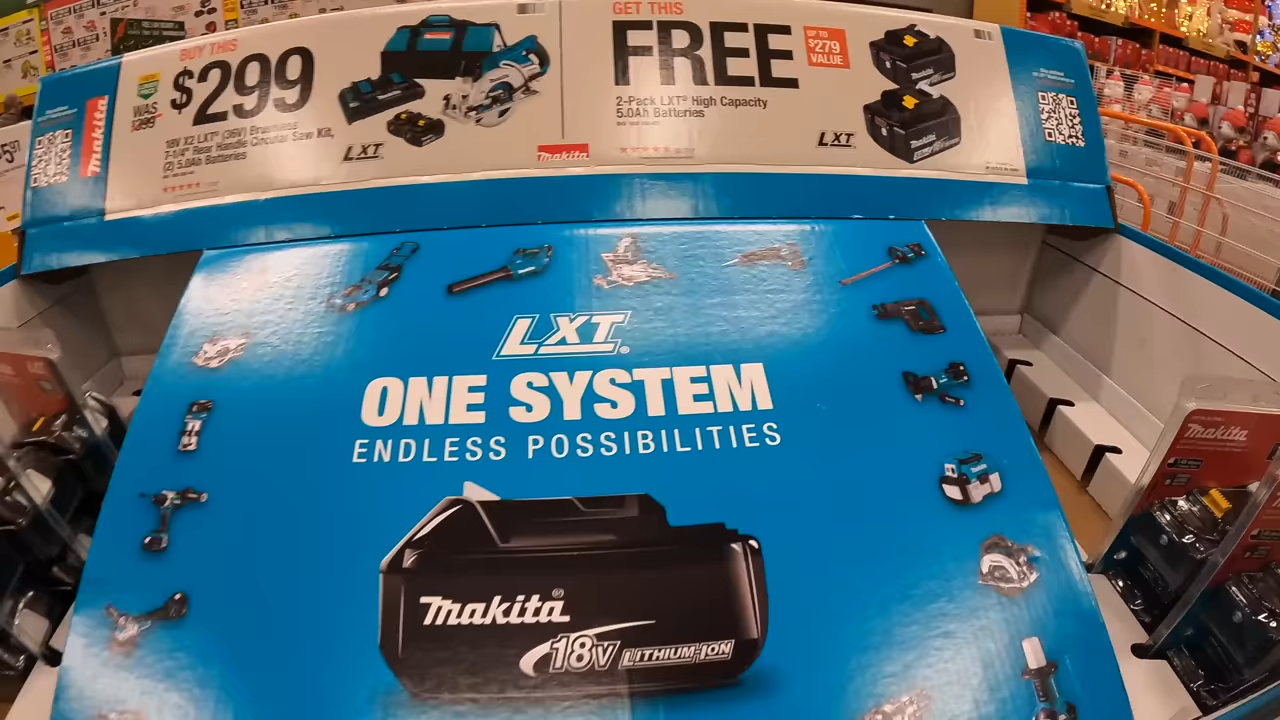 BUY THIS
$299
WAS
$399
18V X2 LXT® (36V) Brushless
7-1/4" Rear Handle Circular Saw Kit,
(2) 5.0Ah Batteries
LXT
makita
makita
GET THIS
FREE
UP TO
$279
VALUE
2-Pack LXT® High Capacity
5.0Ah Batteries
LXT
LXT®
ONE SYSTEM
ENDLESS POSSIBILITIES
makita®
18V LITHIUM-ION
makita